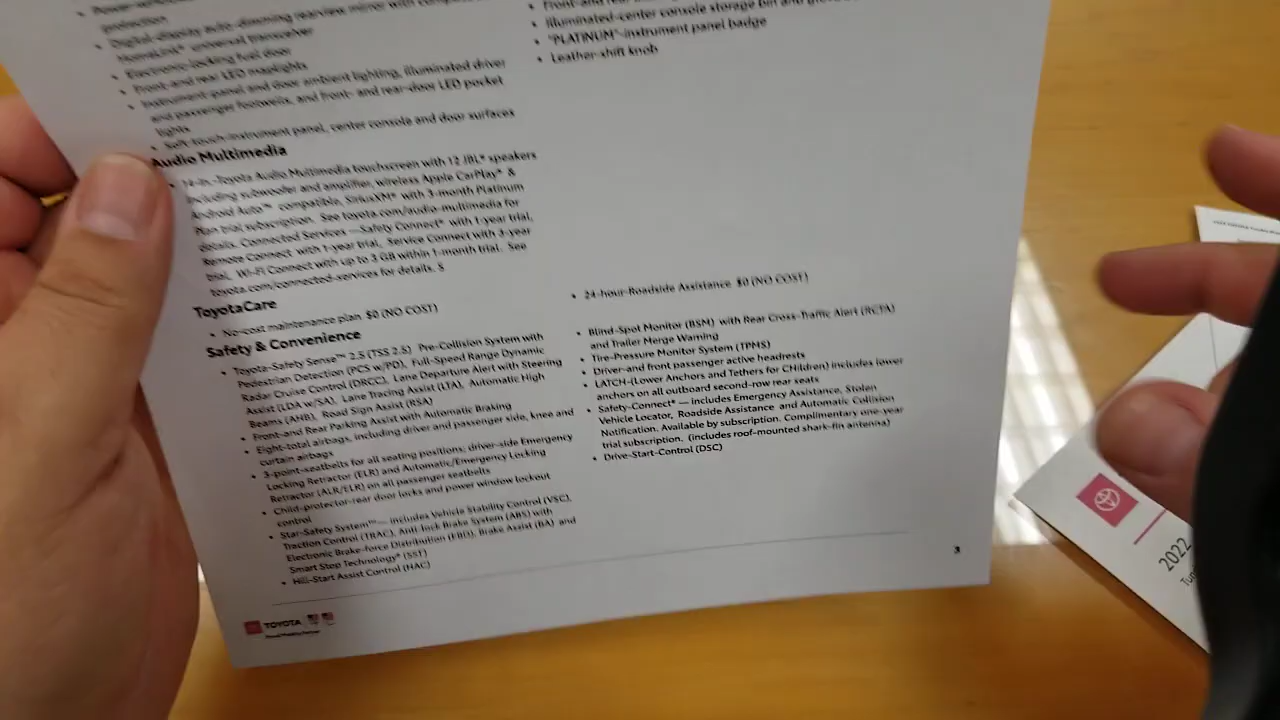 protection
• Digital-display auto-dimming rearview mirror with
HomeLink® universal transceiver
• Electronic-locking fuel door
• Front-and rear LED maplights
• Instrument-panel and door ambient lighting, illuminated driver
and passenger footwells, and front- and rear-door LED pocket
lights
• Soft-touch-instrument panel, center console and door surfaces
Audio Multimedia
• 14-in.-Toyota Audio Multimedia touchscreen with 12 JBL® speakers
including subwoofer and amplifier, wireless Apple CarPlay® &
Android Auto™ compatible, SiriusXM® with 3-month Platinum
Plan trial subscription. See toyota.com/audio-multimedia for
details. Connected Services — Safety Connect® with 1-year trial,
Remote Connect with 1-year trial, Service Connect with
trial, Wi-Fi Connect with up to 3 GB within 1-month trial. See
toyota.com/connected-services for details. S
ToyotaCare
• No-cost maintenance plan $0 (NO COST)
Safety & Convenience
• Toyota-Safety Sense™ 2.5 (TSS 2.5) Pre-Collision System with
Pedestrian Detection (PCS w/PD), Full-Speed Range Dynamic
Radar Cruise Control (DRCC), Lane Departure Alert with Steering
Assist (LDA w/SA), Lane Tracing Assist (LTA), Automatic High
Beams (AHB), Road Sign Assist (RSA)
• Front-and Rear Parking Assist with Automatic Braking
• Eight-total airbags, including driver and passenger side, knee and
curtain airbags
• 3-point-seatbelts for all seating positions; driver-side Emergency
Locking Retractor (ELR) and Automatic/Emergency Locking
Retractor (ALR/ELR) on all passenger seatbelts
• Child-protector-rear door locks and power window lockout
control
• Star-Safety System™— includes Vehicle Stability Control (VSC),
Traction Control (TRAC), Anti-lock Brake System (ABS) with
Electronic Brake-force Distribution (EBD), Brake Assist (BA) and
Smart Stop Technology® (SST)
• Hill-Start Assist Control (HAC)
• Front-and rear
• Illuminated-center console storage bin and
• "PLATINUM"-instrument panel badge
• Leather-shift knob
• 24-hour-Roadside Assistance $0 (NO COST)
• Blind-Spot Monitor (BSM) with Rear Cross-Traffic Alert (RCTA)
and Trailer Merge Warning
• Tire-Pressure Monitor System (TPMS)
• Driver-and front passenger active headrests
• LATCH-(Lower Anchors and Tethers for CHildren) includes lower
anchors on all outboard second-row rear seats
• Safety-Connect® — includes Emergency Assistance, Stolen
Vehicle Locator, Roadside Assistance and Automatic Collision
Notification. Available by subscription. Complimentary one-year
trial subscription. (includes roof-mounted shark-fin antenna)
• Drive-Start-Control (DSC)
3
TOYOTA
2022